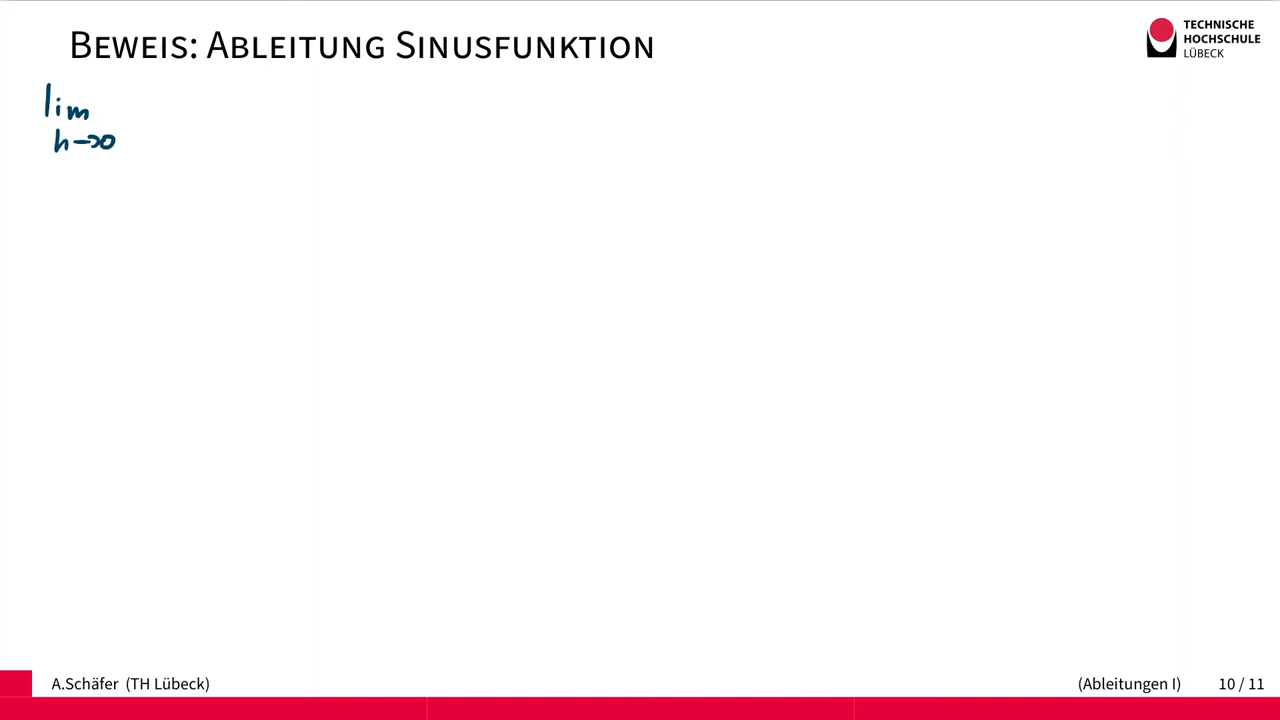 BEWEIS: ABLEITUNG SINUSFUNKTION
TECHNISCHE
HOCHSCHULE
LÜBECK
lim
h→0
A.Schäfer (TH Lübeck)
(Ableitungen I)
10 / 11